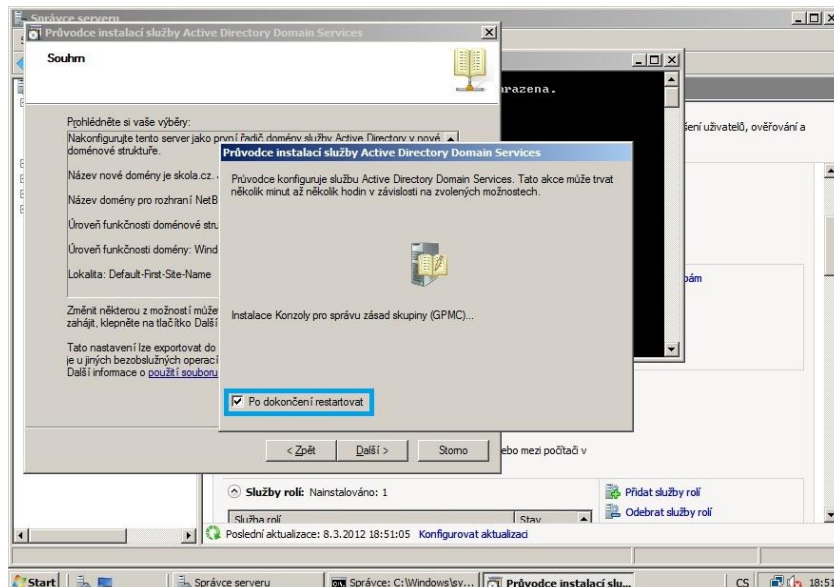 Správce serveru
Průvodce instalací služby Active Directory Domain Services
Souhrn
Prohlédněte si vaše výběry:
Nakonfigurujte tento server jako první řadič domény služby Active Directory v nové
doménové struktuře.
Název nové domény je skola.cz.
Název domény pro rozhraní NetB
Úroveň funkčnosti doménové stru
Úroveň funkčnosti domény: Wind
Lokalita: Default-First-Site-Name
Změnit některou z možností může
zahájit, klepněte na tlačítko Další
Tato nastavení lze exportovat do
je u jiných bezobslužných operací
Další informace o použití souboru
< Zpět
Další >
Storno
Průvodce instalací služby Active Directory Domain Services
Průvodce konfiguruje službu Active Directory Domain Services. Tato akce může trvat
několik minut až několik hodin v závislosti na zvolených možnostech.
Instalace Konzoly pro správu zásad skupiny (GPMC)...
Po dokončení restartovat
razena.
ení uživatelů, ověřování a
bám
ebo mezi počítači v
Služby rolí: Nainstalováno: 1
Služba rolí
Stav
Přidat služby rolí
Odebrat služby rolí
Poslední aktualizace: 8.3.2012 18:51:05 Konfigurovat aktualizaci
Start
Správce serveru
Správce: C:\Windows\sy...
Průvodce instalací slu...
CS
18:51